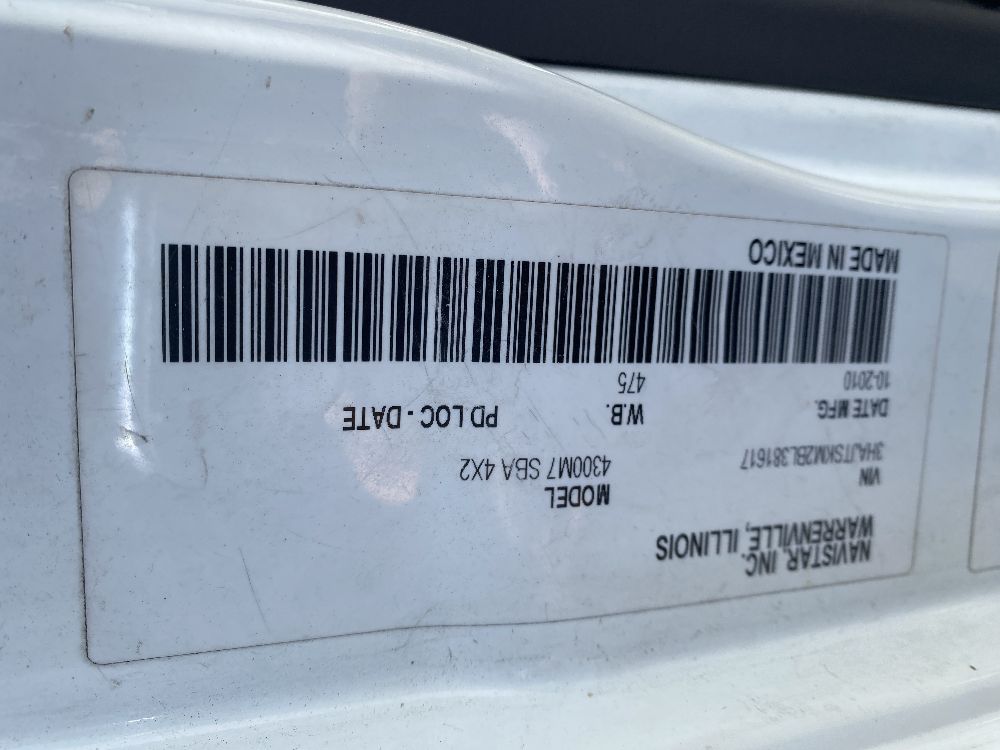 NAVISTAR, INC.
WARRENVILLE, ILLINOIS
VIN
3HAJTSKM2BL381617
MODEL
4300M7 SBA 4X2
DATE MFG.
10-2010
W.B.
475
PD LOC - DATE
MADE IN MEXICO